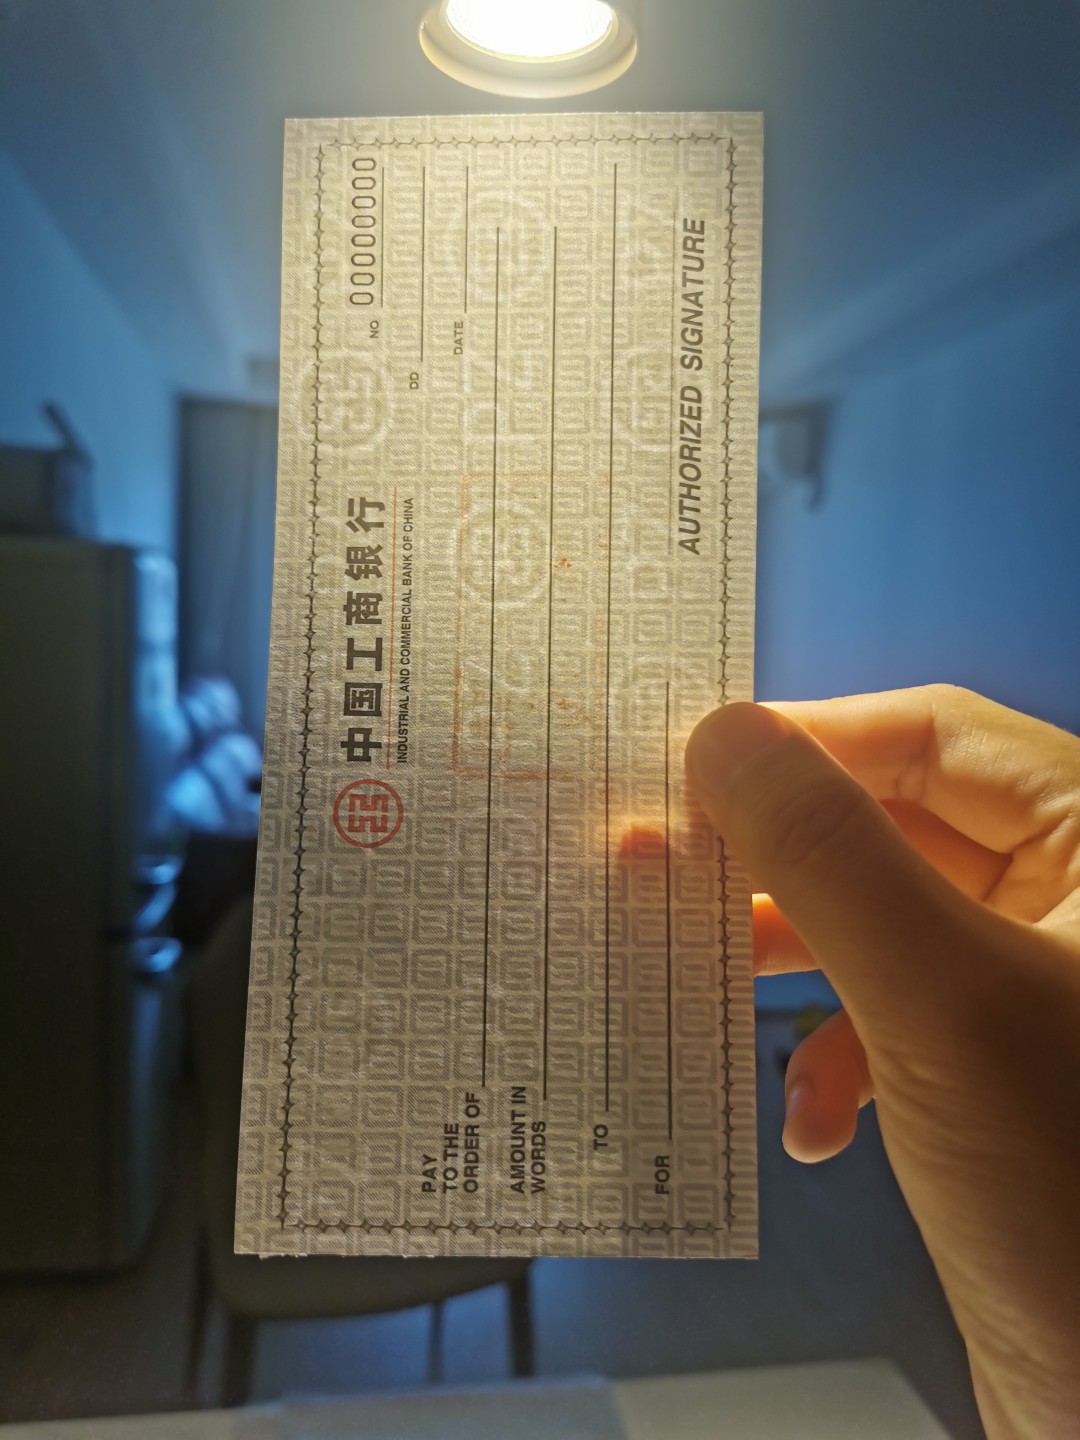 中国工商银行
INDUSTRIAL AND COMMERCIAL BANK OF CHINA
NO 00000000
DD
DATE
PAY
TO THE
ORDER OF
AMOUNT IN
WORDS
TO
FOR
AUTHORIZED SIGNATURE